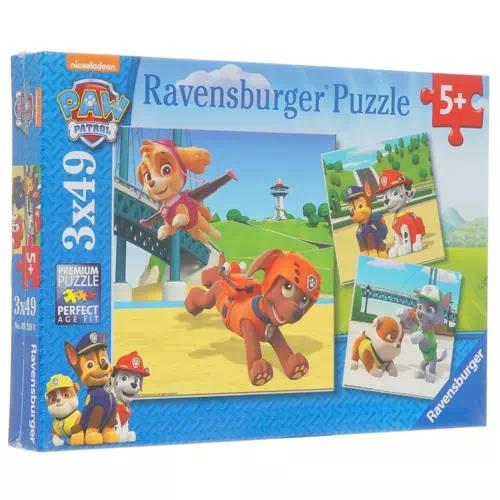 nickelodeon
PAW
PATROL
Ravensburger® Puzzle
5+
3x49
PREMIUM
PUZZLE
PERFECT
AGE FIT
Ravensburger
5+
3x49
Ravensburger